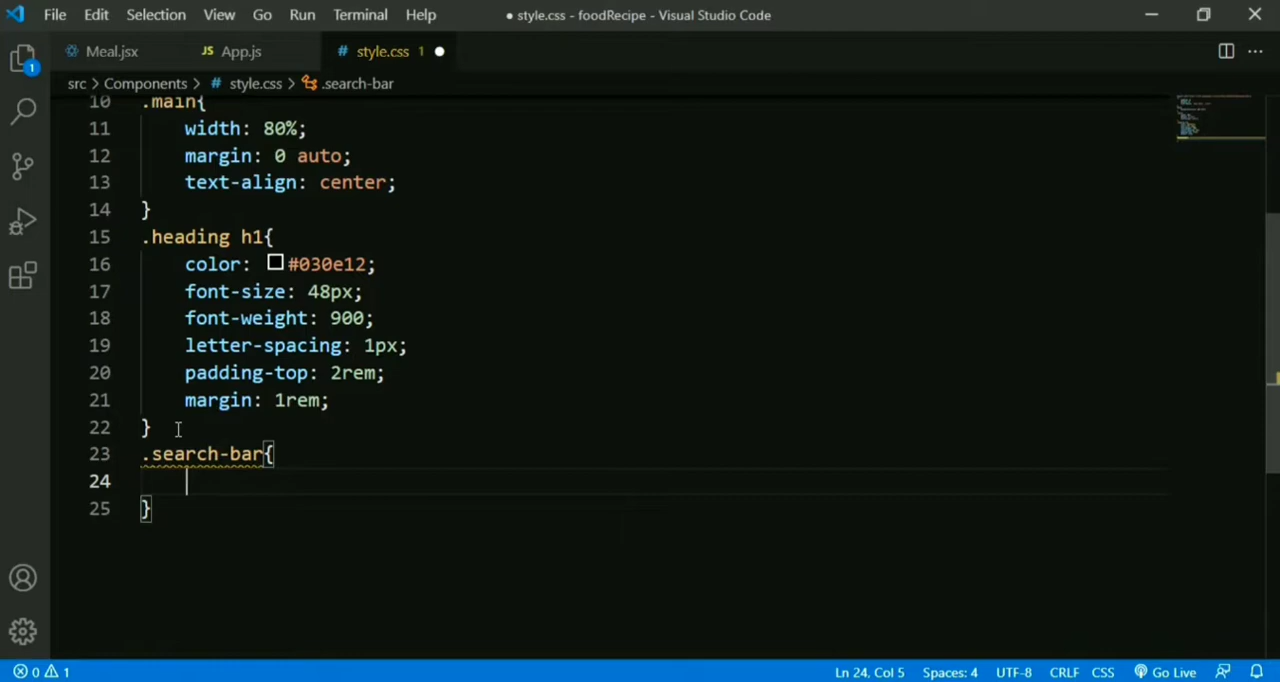 File Edit Selection View Go Run Terminal Help ● style.css - foodRecipe - Visual Studio Code
Meal.jsx JS App.js # style.css 1
src > Components > # style.css > .search-bar
10 .main{
11 width: 80%;
12 margin: 0 auto;
13 text-align: center;
14 }
15 .heading h1{
16 color: #030e12;
17 font-size: 48px;
18 font-weight: 900;
19 letter-spacing: 1px;
20 padding-top: 2rem;
21 margin: 1rem;
22 }
23 .search-bar{
24
25 }
1
0 1 Ln 24, Col 5 Spaces: 4 UTF-8 CRLF CSS Go Live